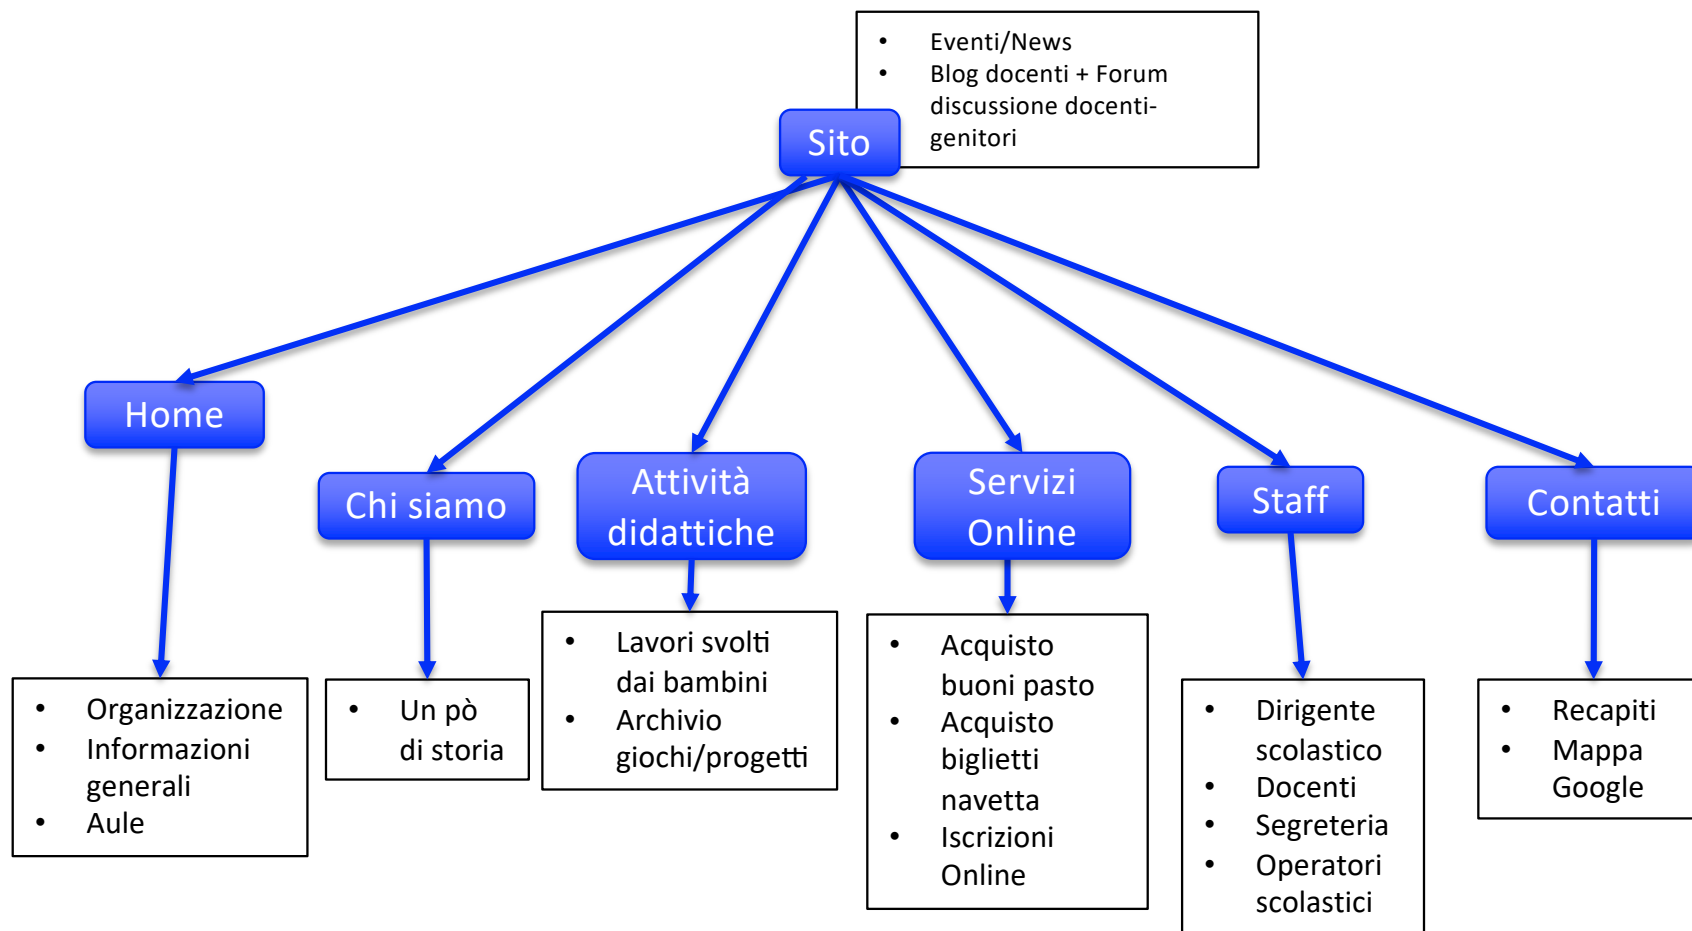 • Eventi/News
• Blog docenti + Forum
discussione docenti-
genitori
Sito
Home
Chi siamo
Attività
didattiche
Servizi
Online
Staff
Contatti
• Organizzazione
• Informazioni
generali
• Aule
• Un pò
di storia
• Lavori svolti
dai bambini
• Archivio
giochi/progetti
• Acquisto
buoni pasto
• Acquisto
biglietti
navetta
• Iscrizioni
Online
• Dirigente
scolastico
• Docenti
• Segreteria
• Operatori
scolastici
• Recapiti
• Mappa
Google